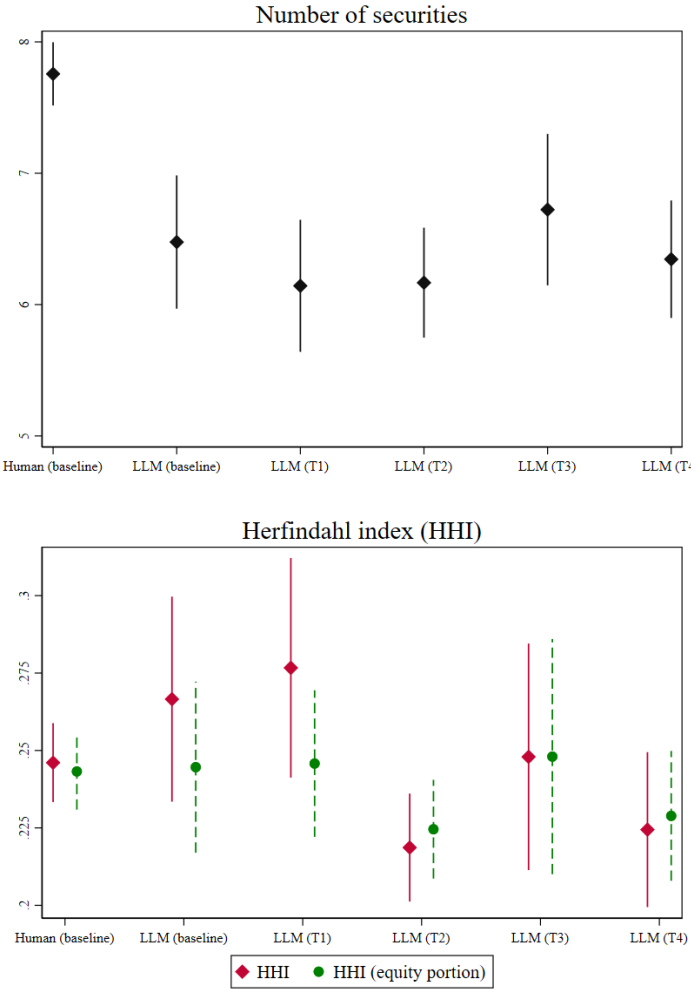 Number of securities
8
7
6
5
Human (baseline) LLM (baseline) LLM (T1) LLM (T2) LLM (T3) LLM (T4
Herfindahl index (HHI)
.3
.275
.25
.225
.2
Human (baseline) LLM (baseline) LLM (T1) LLM (T2) LLM (T3) LLM (T4)
HHI HHI (equity portion)